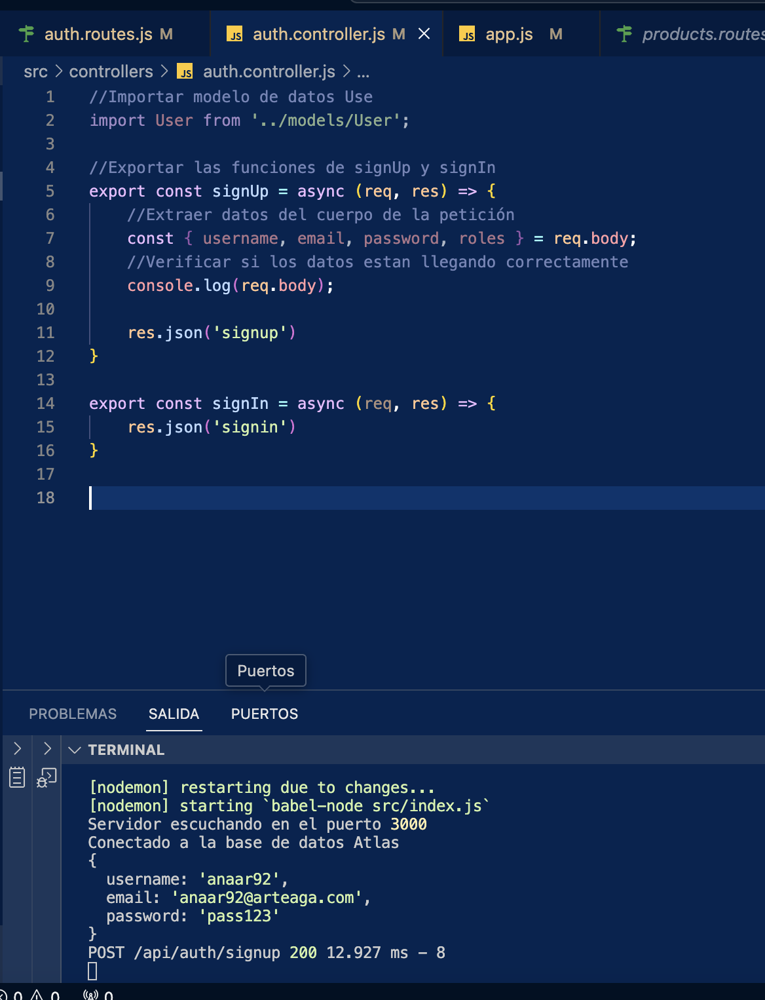 auth.routes.js M
JS auth.controller.js M
JS app.js M
products.routes
src > controllers > JS auth.controller.js > ...
1 //Importar modelo de datos Use
2 import User from '../models/User';
3
4 //Exportar las funciones de signUp y signIn
5 export const signUp = async (req, res) => {
6 //Extraer datos del cuerpo de la petición
7 const { username, email, password, roles } = req.body;
8 //Verificar si los datos estan llegando correctamente
9 console.log(req.body);
10
11 res.json('signup')
12 }
13
14 export const signIn = async (req, res) => {
15 res.json('signin')
16 }
17
18
Puertos
PROBLEMAS SALIDA PUERTOS
TERMINAL
[nodemon] restarting due to changes...
[nodemon] starting `babel-node src/index.js`
Servidor escuchando en el puerto 3000
Conectado a la base de datos Atlas
{
username: 'anaar92',
email: 'anaar92@arteaga.com',
password: 'pass123'
}
POST /api/auth/signup 200 12.927 ms - 8
0 0 0